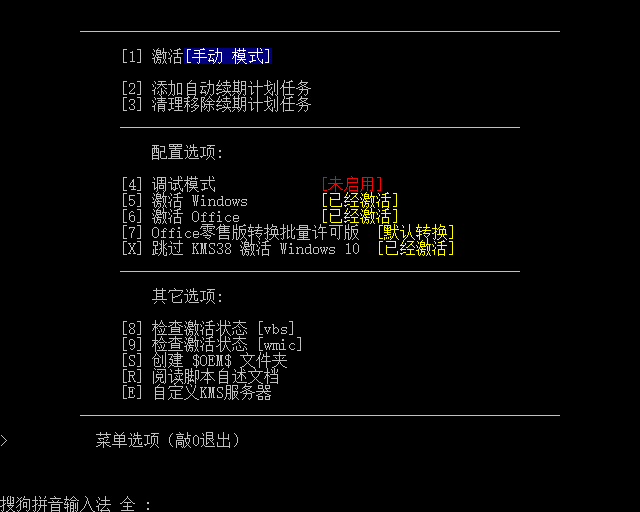 [1] 激活[手动 模式]
[2] 添加自动续期计划任务
[3] 清理移除续期计划任务
配置选项:
[4] 调试模式 [未启用]
[5] 激活 Windows [已经激活]
[6] 激活 Office [已经激活]
[7] Office零售版转换批量许可版 [默认转换]
[X] 跳过 KMS38 激活 Windows 10 [已经激活]
其它选项:
[8] 检查激活状态 [vbs]
[9] 检查激活状态 [wmic]
[S] 创建 $OEM$ 文件夹
[R] 阅读脚本自述文档
[E] 自定义KMS服务器
> 菜单选项（敲0退出）
搜狗拼音输入法 全 :